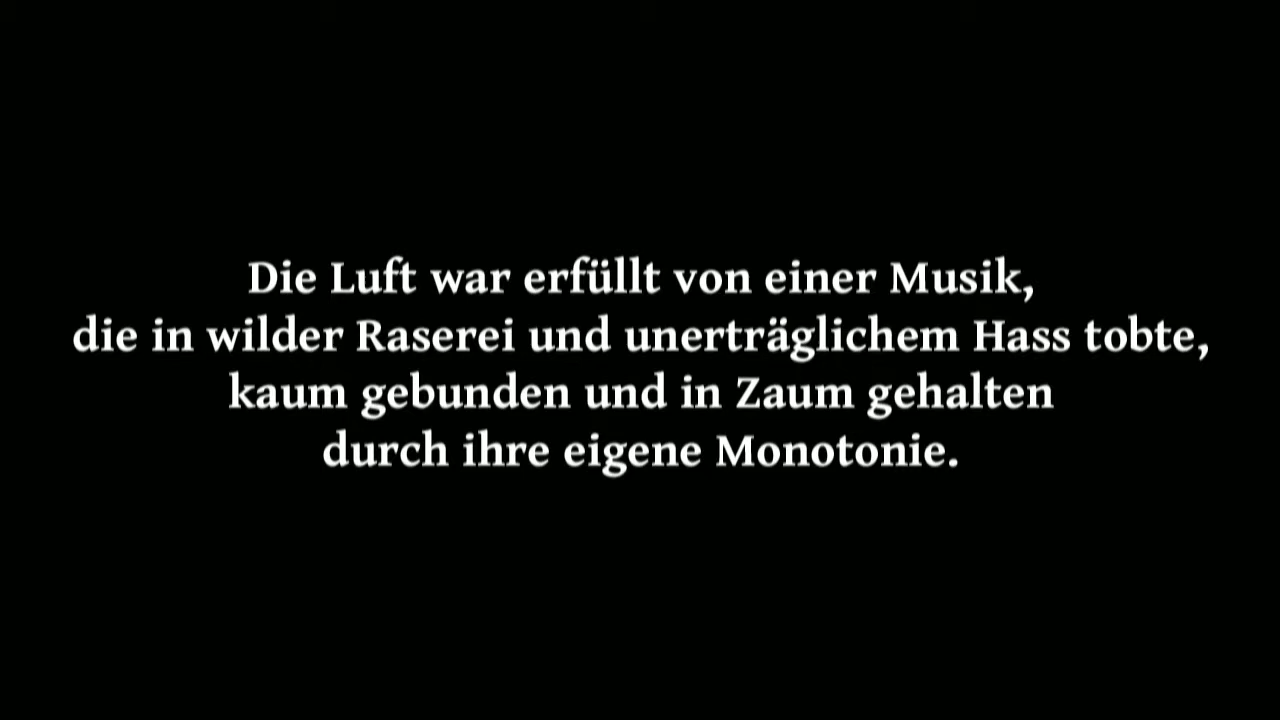 Die Luft war erfüllt von einer Musik,
die in wilder Raserei und unerträglichem Hass tobte,
kaum gebunden und in Zaum gehalten
durch ihre eigene Monotonie.